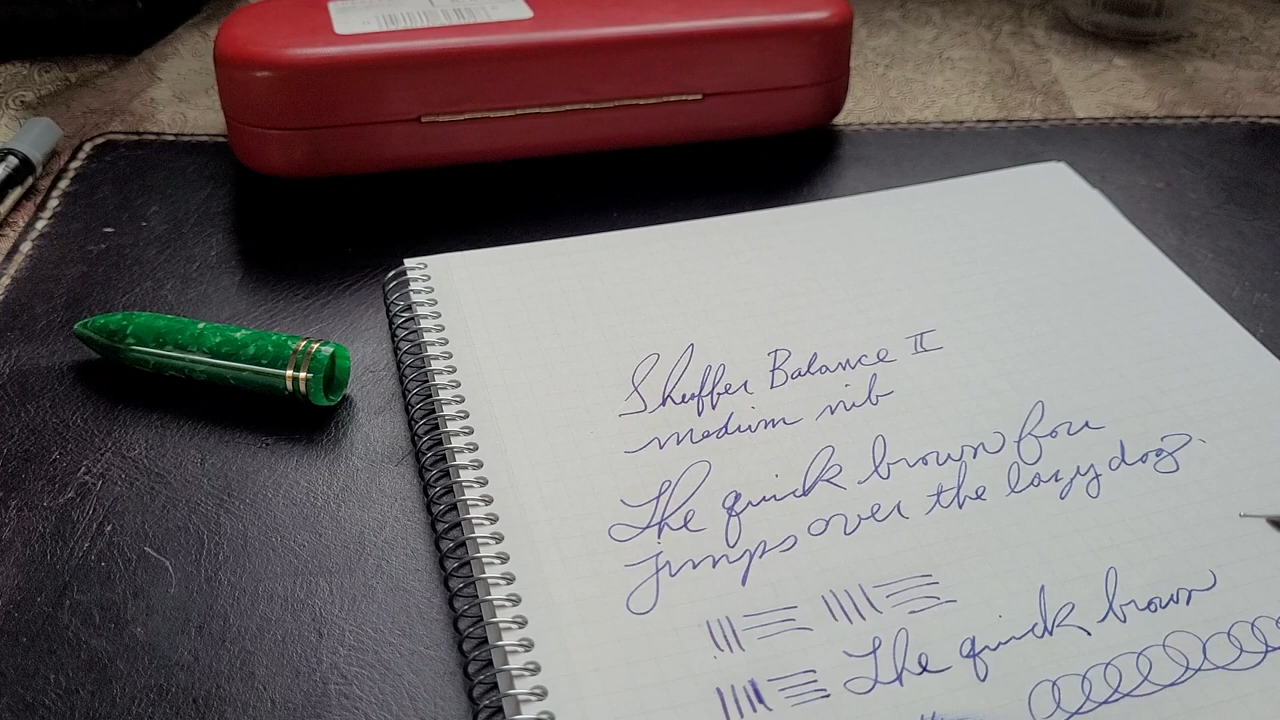 Sheaffer Balance II
medium nib
The quick brown fox
jumps over the lazy dog.
The quick brown